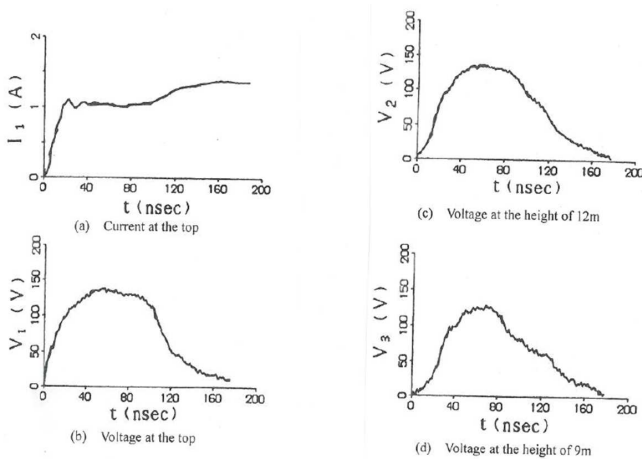 2
1
0
I₁ (A)
0 40 80 120 160 200
t (nsec)
(a) Current at the top
200
150
100
50
0
V₁ (V)
0 40 80 120 160 200
t (nsec)
(b) Voltage at the top
200
150
100
50
0
V₂ (V)
0 40 80 120 160 200
t (nsec)
(c) Voltage at the height of 12m
200
150
100
50
0
V₃ (V)
0 40 80 120 160 200
t (nsec)
(d) Voltage at the height of 9m